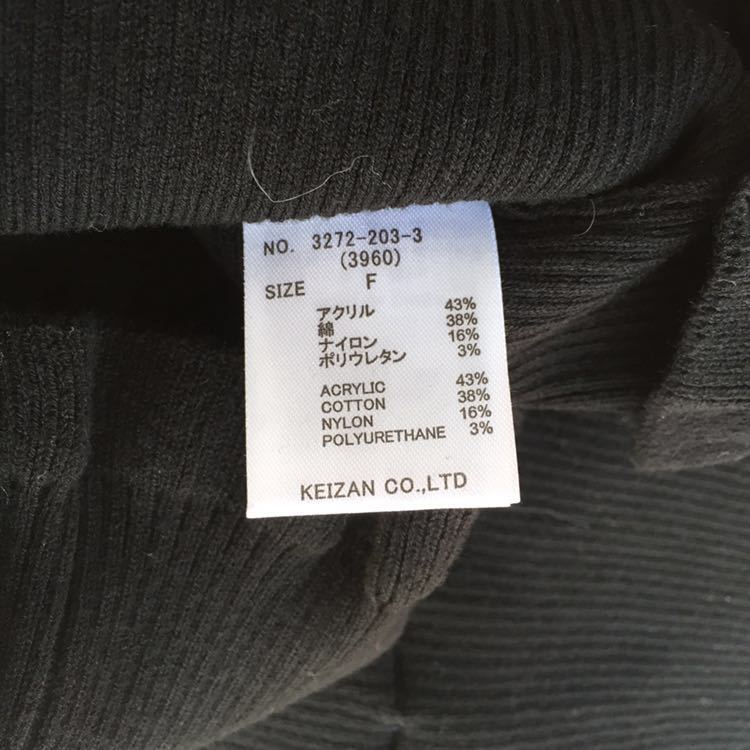 NO. 3272-203-3
(3960)
SIZE F
アクリル 43%
綿 38%
ナイロン 16%
ポリウレタン 3%
ACRYLIC 43%
COTTON 38%
NYLON 16%
POLYURETHANE 3%
KEIZAN CO.,LTD